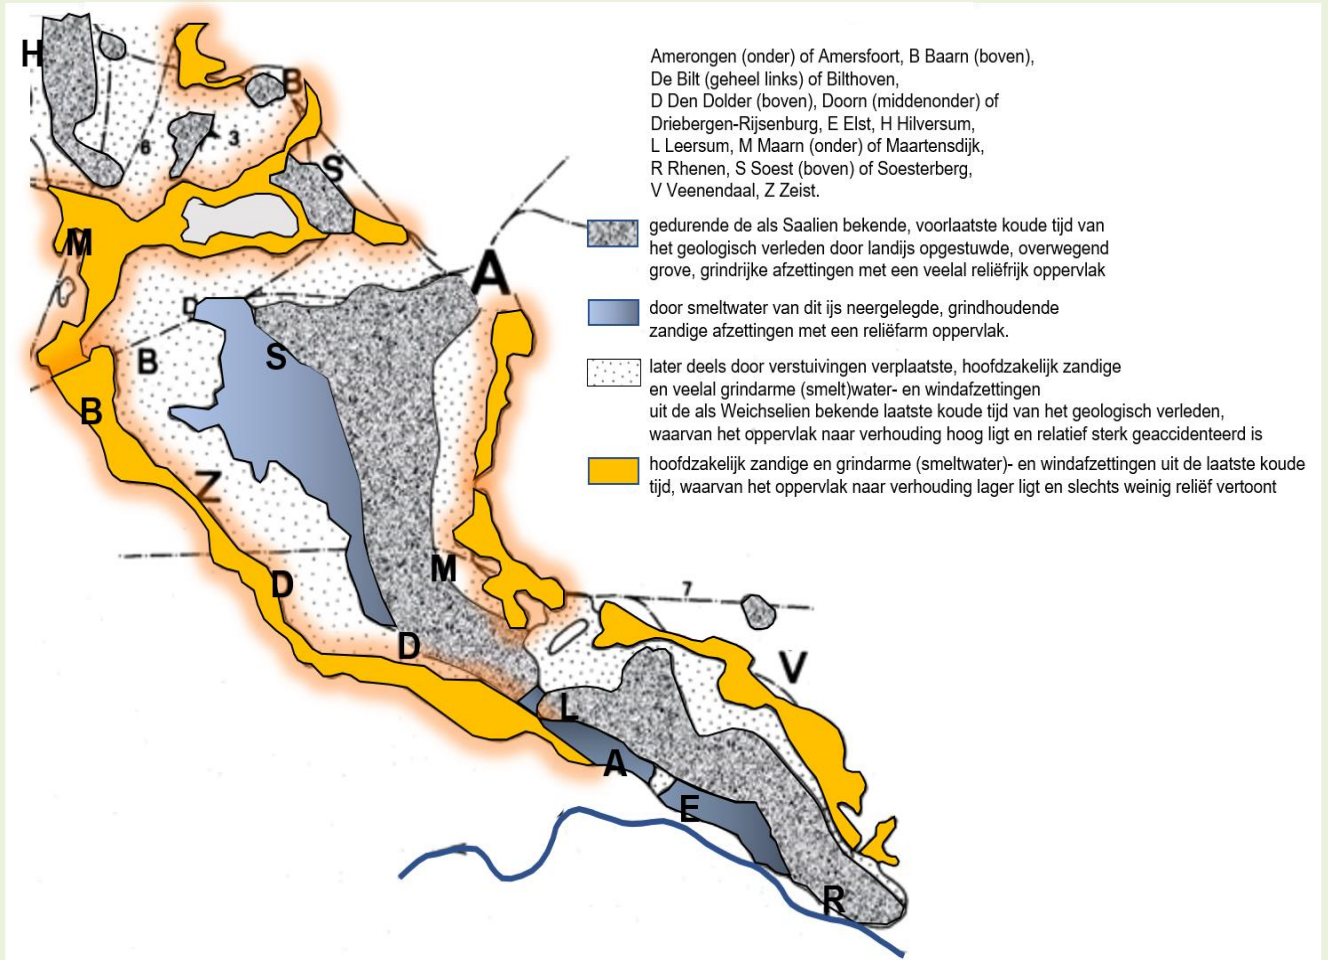 H
B
6
3
S
M
A
D
B
S
B
Z
M
D
D
7
V
L
A
E
R
Amerongen (onder) of Amersfoort, B Baarn (boven),
De Bilt (geheel links) of Bilthoven,
D Den Dolder (boven), Doorn (middenonder) of
Driebergen-Rijsenburg, E Elst, H Hilversum,
L Leersum, M Maarn (onder) of Maartensdijk,
R Rhenen, S Soest (boven) of Soesterberg,
V Veenendaal, Z Zeist.
gedurende de als Saalien bekende, voorlaatste koude tijd van
het geologisch verleden door landijs opgestuwde, overwegend
grove, grindrijke afzettingen met een veelal reliëfrijk oppervlak
door smeltwater van dit ijs neergelegde, grindhoudende
zandige afzettingen met een reliëfarm oppervlak.
later deels door verstuivingen verplaatste, hoofdzakelijk zandige
en veelal grindarme (smelt)water- en windafzettingen
uit de als Weichselien bekende laatste koude tijd van het geologisch verleden,
waarvan het oppervlak naar verhouding hoog ligt en relatief sterk geaccidenteerd is
hoofdzakelijk zandige en grindarme (smeltwater)- en windafzettingen uit de laatste koude
tijd, waarvan het oppervlak naar verhouding lager ligt en slechts weinig reliëf vertoont